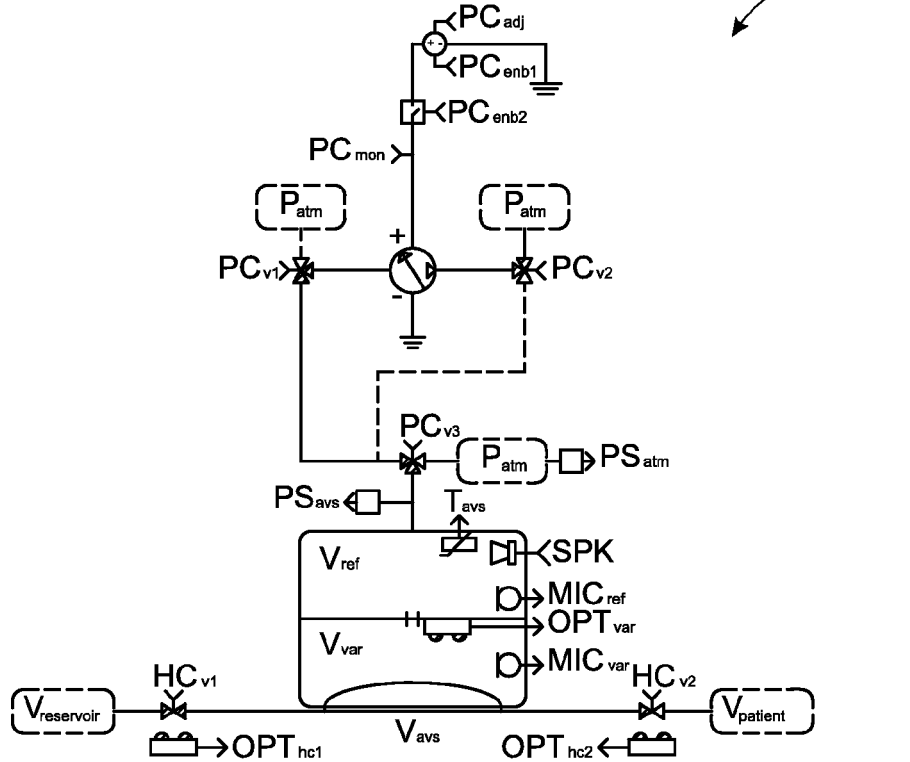 PCadj
+ -
PCenb1
PCenb2
PCmon
Patm
Patm
+
PCv1
PCv2
-
PCv3
Patm
PSatm
PSavs
Tavs
Vref
SPK
MICref
OPTvar
Vvar
MICvar
HCv1
HCv2
Vreservoir
Vpatient
Vavs
OPThc1
OPThc2